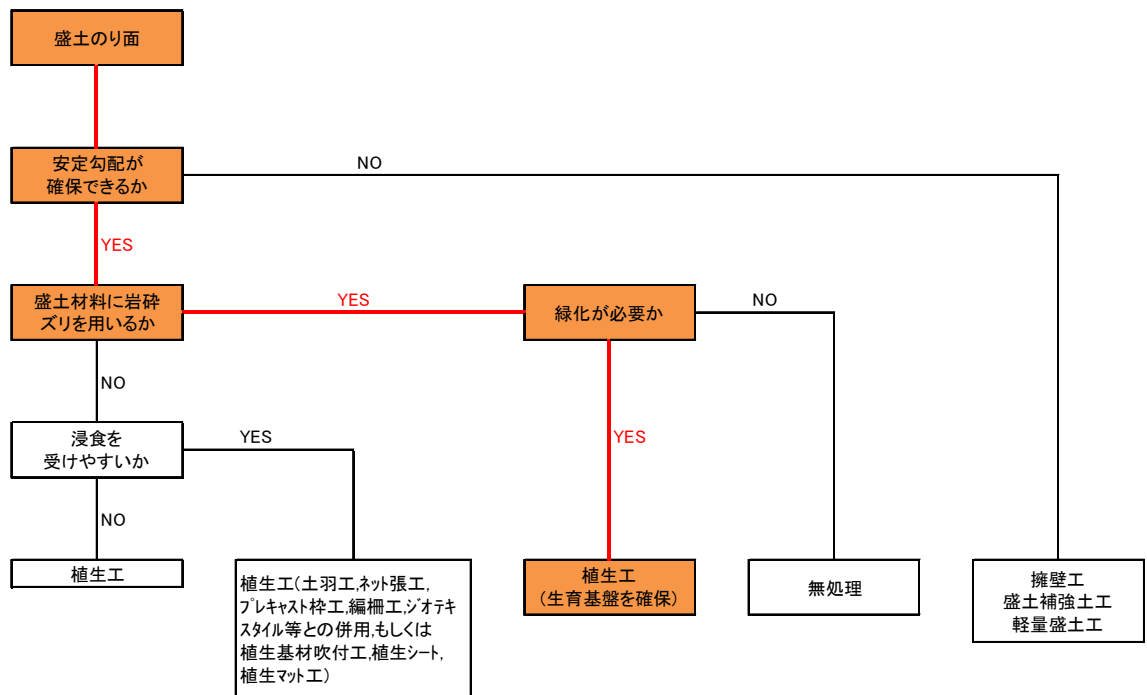 盛土のり面
安定勾配が
確保できるか
NO
YES
盛土材料に岩砕
ズリを用いるか
YES
緑化が必要か
NO
NO
YES
浸食を
受けやすいか
YES
NO
植生工
植生工(土羽工,ネット張工,
プレキャスト枠工,編柵工,ジオテキ
スタイル等との併用,もしくは
植生基材吹付工,植生シート,
植生マット工)
植生工
(生育基盤を確保)
無処理
擁壁工
盛土補強土工
軽量盛土工